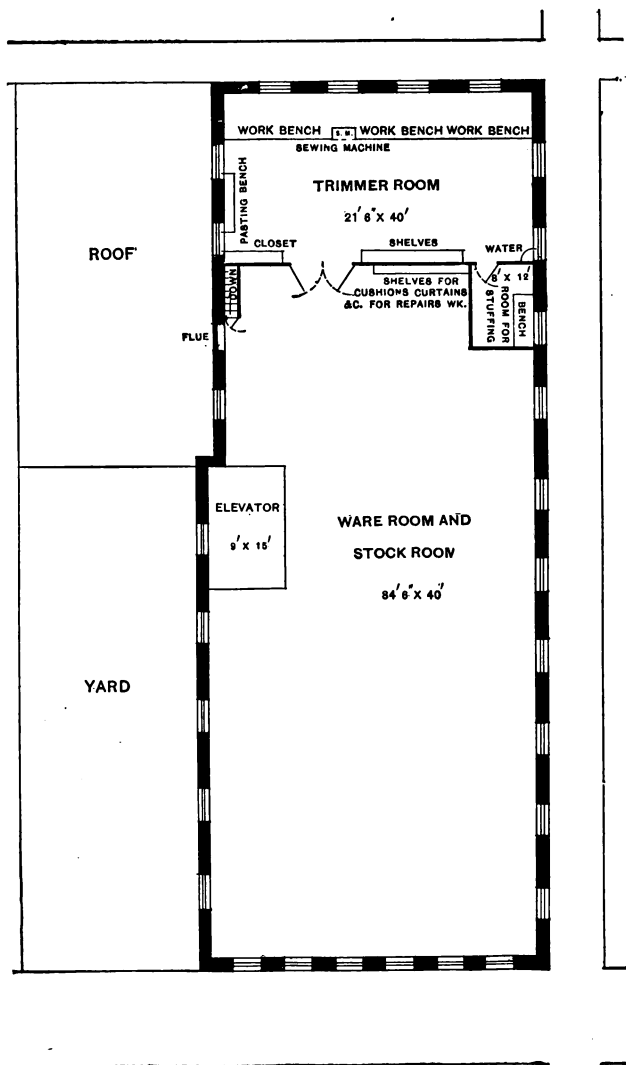 WORK BENCH
S. M.
WORK BENCH WORK BENCH
SEWING MACHINE
PASTING BENCH
TRIMMER ROOM
21' 6" X 40'
ROOF
CLOSET
SHELVES
WATER
DOWN
SHELVES FOR
CUSHIONS CURTAINS
&C. FOR REPAIRS WK.
8' X 12'
ROOM FOR
STUFFING
BENCH
FLUE
ELEVATOR
9' X 15'
WARE ROOM AND
STOCK ROOM
84' 6" X 40'
YARD